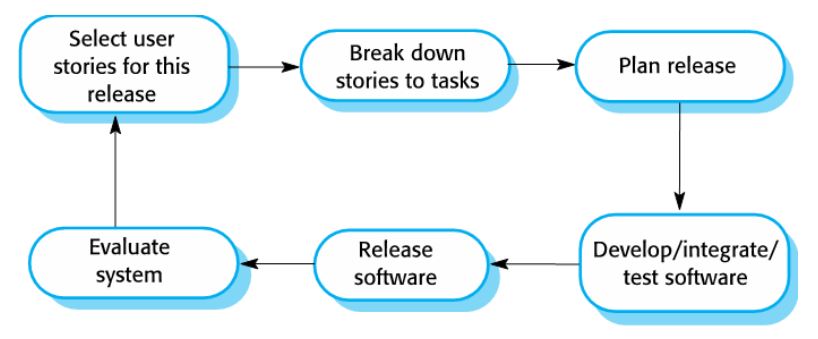 Select user
stories for this
release
Break down
stories to tasks
Plan release
Develop/integrate/
test software
Release
software
Evaluate
system